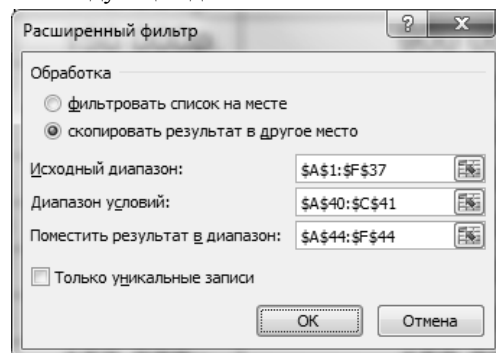 Расширенный фильтр
Обработка
фильтровать список на месте
скопировать результат в другое место
Исходный диапазон: $A$1:$F$37
Диапазон условий: $A$40:$C$41
Поместить результат в диапазон: $A$44:$F$44
Только уникальные записи
ОК Отмена